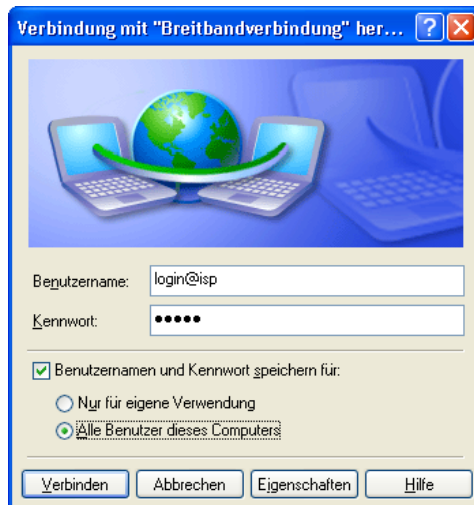 Verbindung mit "Breitbandverbindung" her...
Benutzername: login@isp
Kennwort: •••••
Benutzernamen und Kennwort speichern für:
Nur für eigene Verwendung
Alle Benutzer dieses Computers
Verbinden Abbrechen Eigenschaften Hilfe